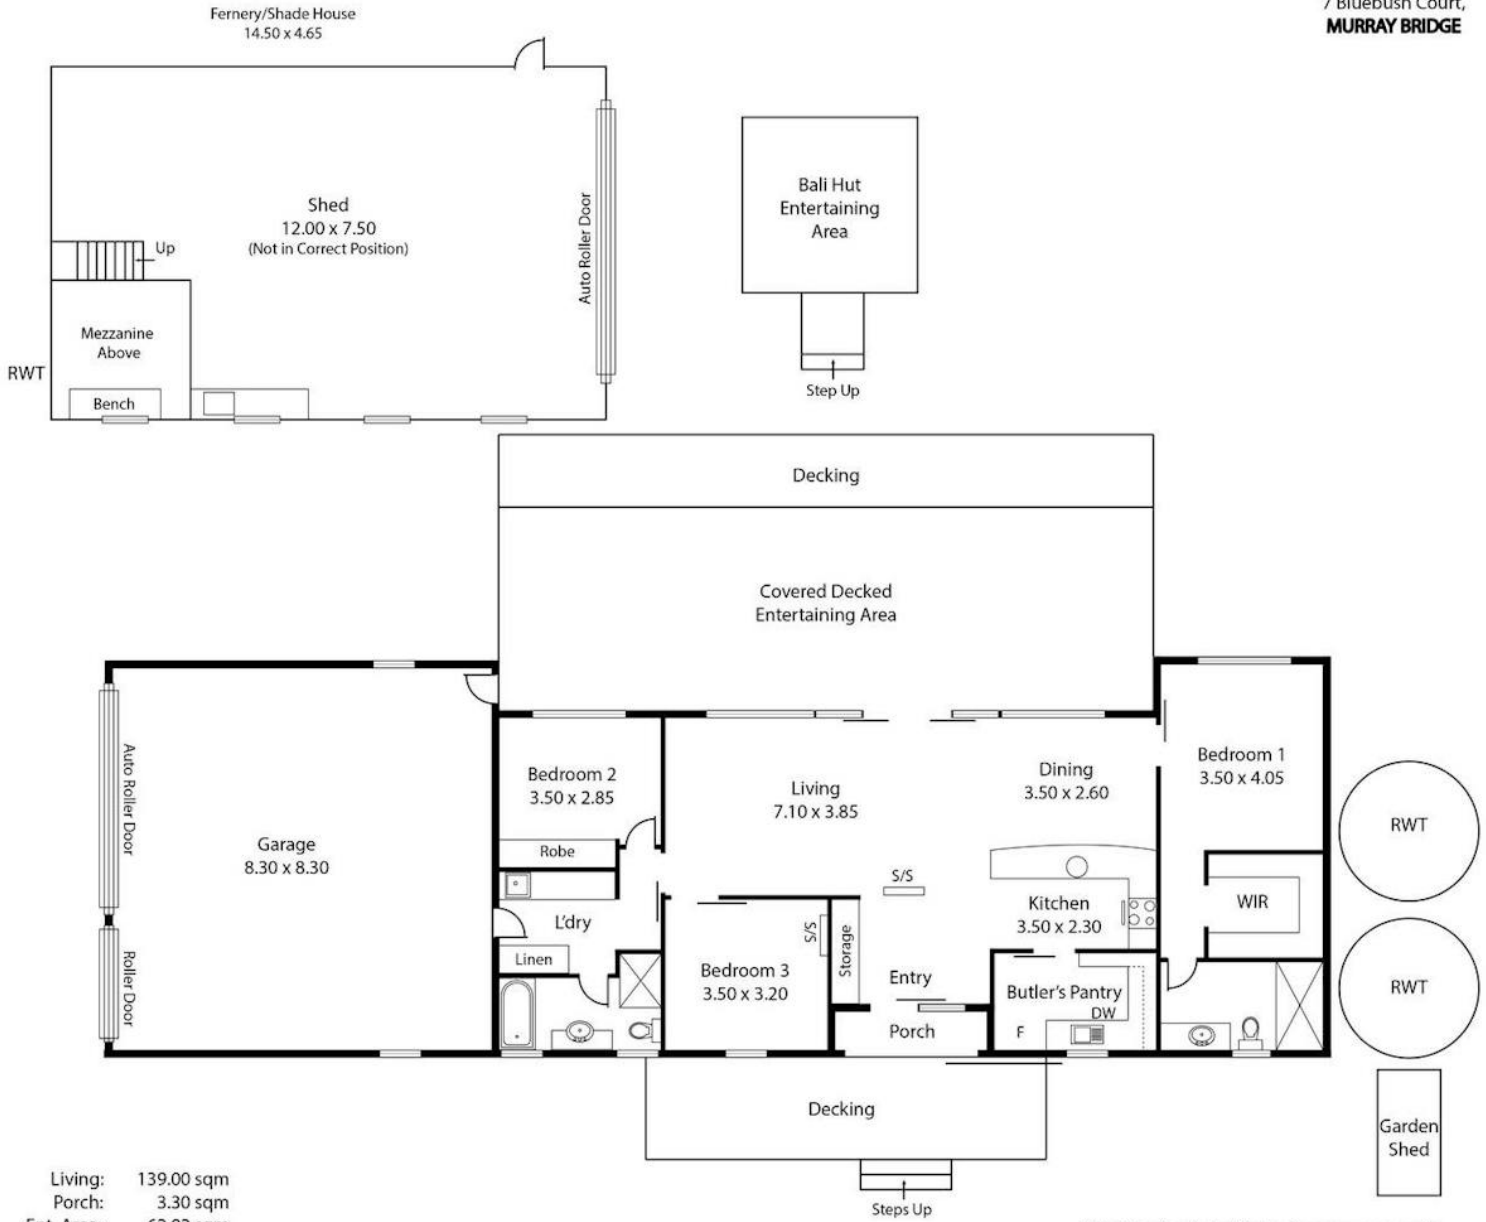 Fernery/Shade House
14.50 x 4.65
7 Bluebush Court,
MURRAY BRIDGE
Shed
12.00 x 7.50
(Not in Correct Position)
Auto Roller Door
Up
Mezzanine
Above
RWT
Bench
Bali Hut
Entertaining
Area
Step Up
Decking
Covered Decked
Entertaining Area
Auto Roller Door
Roller Door
Garage
8.30 x 8.30
Bedroom 2
3.50 x 2.85
Robe
L'dry
Linen
Living
7.10 x 3.85
Dining
3.50 x 2.60
Bedroom 1
3.50 x 4.05
RWT
S/S
Kitchen
3.50 x 2.30
WIR
Bedroom 3
3.50 x 3.20
S/S
Storage
Entry
Porch
Butler's Pantry
DW
F
RWT
Decking
Steps Up
Garden
Shed
Living: 139.00 sqm
Porch: 3.30 sqm